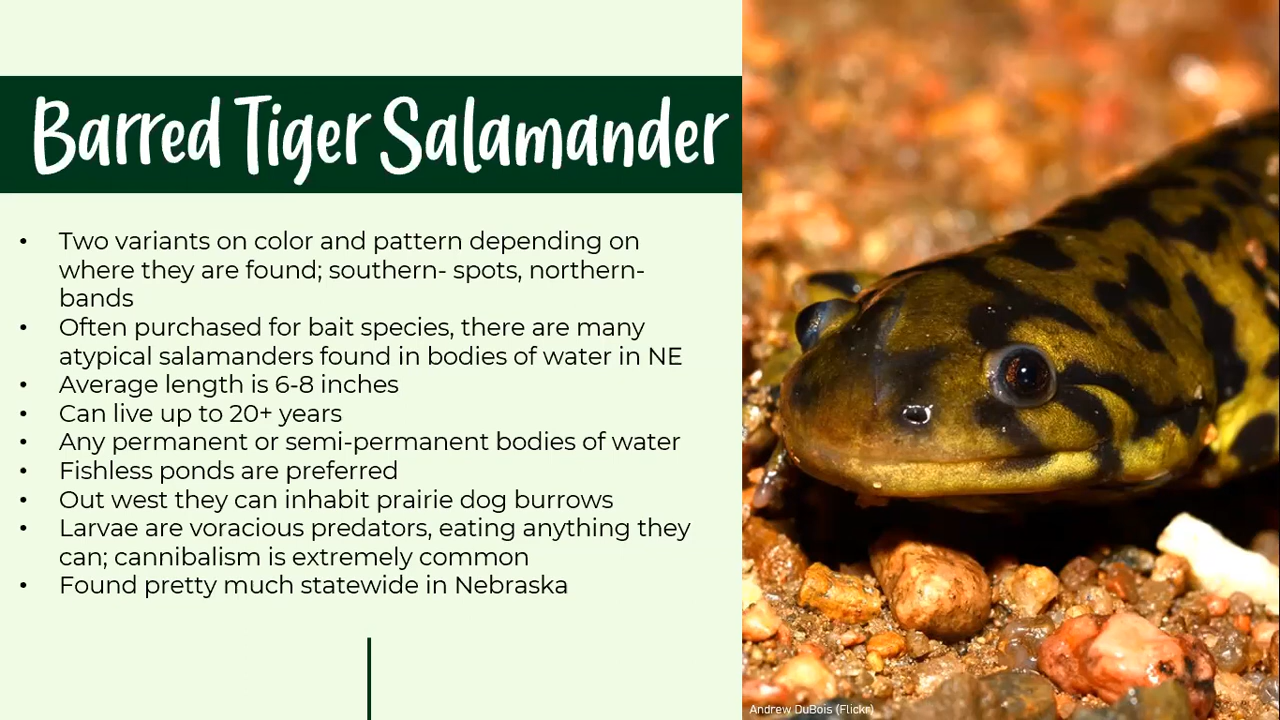 Barred Tiger Salamander
• Two variants on color and pattern depending on
where they are found; southern- spots, northern-
bands
• Often purchased for bait species, there are many
atypical salamanders found in bodies of water in NE
• Average length is 6-8 inches
• Can live up to 20+ years
• Any permanent or semi-permanent bodies of water
• Fishless ponds are preferred
• Out west they can inhabit prairie dog burrows
• Larvae are voracious predators, eating anything they
can; cannibalism is extremely common
• Found pretty much statewide in Nebraska
Andrew DuBois (Flickr)